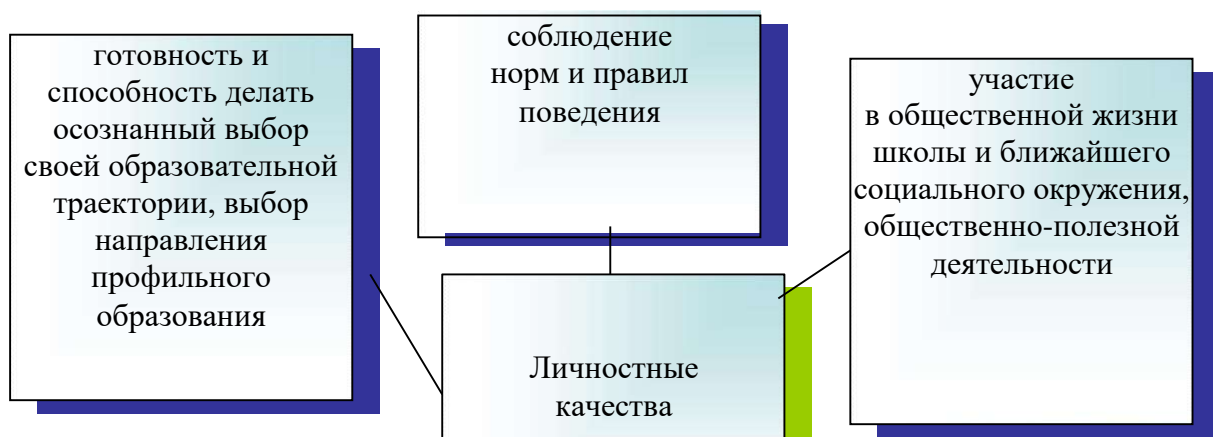 готовность и
способность делать
осознанный выбор
своей образовательной
траектории, выбор
направления
профильного
образования
соблюдение
норм и правил
поведения
участие
в общественной жизни
школы и ближайшего
социального окружения,
общественно-полезной
деятельности
Личностные
качества